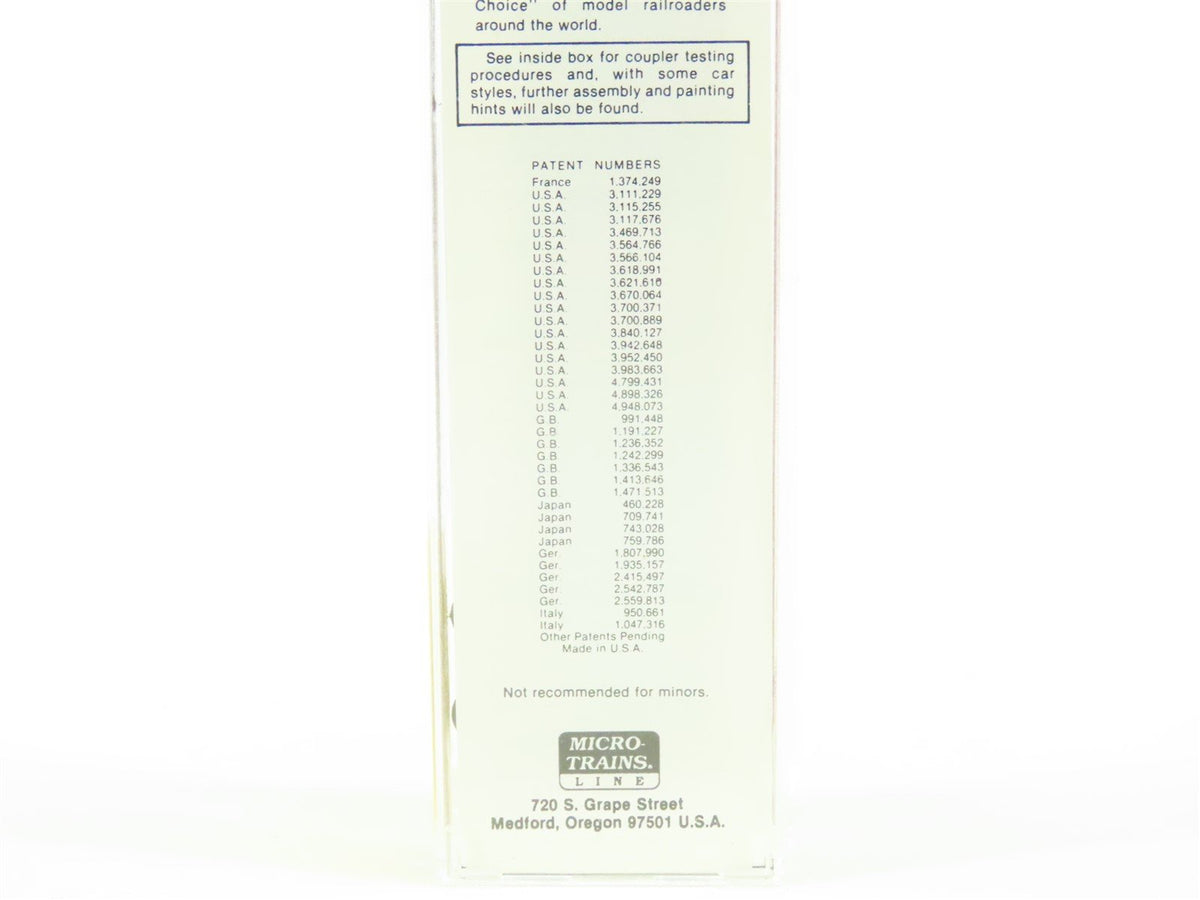 Choice" of model railroaders
around the world.
See inside box for coupler testing
procedures and, with some car
styles, further assembly and painting
hints will also be found.
PATENT NUMBERS
France 1.374.249
U.S.A. 3.111.229
U.S.A. 3.115.255
U.S.A. 3.117.676
U.S.A. 3.469.713
U.S.A 3.564.766
U.S.A. 3.566.104
U.S.A. 3.618.991
U.S.A. 3.621.610
U.S.A. 3.670.064
U.S.A. 3.700.371
U.S.A. 3.700.889
U.S.A. 3.840.127
U.S.A 3.942.648
U.S.A. 3.952.450
U.S.A. 3.983.663
U.S.A 4.799.431
U.S.A 4.898.326
U.S.A. 4.948.073
G.B. 991.448
G.B. 1.191.227
G.B. 1.236.352
G.B. 1.242.299
G.B. 1.336.543
G.B 1.413.646
G.B. 1.471.513
Japan 460.228
Japan 709.741
Japan 743.028
Japan 759.786
Ger. 1.807.990
Ger. 1.935.157
Ger. 2.415.497
Ger. 2.542.787
Ger. 2.559.813
Italy 950.661
Italy 1.047.316
Other Patents Pending
Made in U.S.A.
Not recommended for minors.
MICRO-
TRAINS®
LINE
720 S. Grape Street
Medford, Oregon 97501 U.S.A.